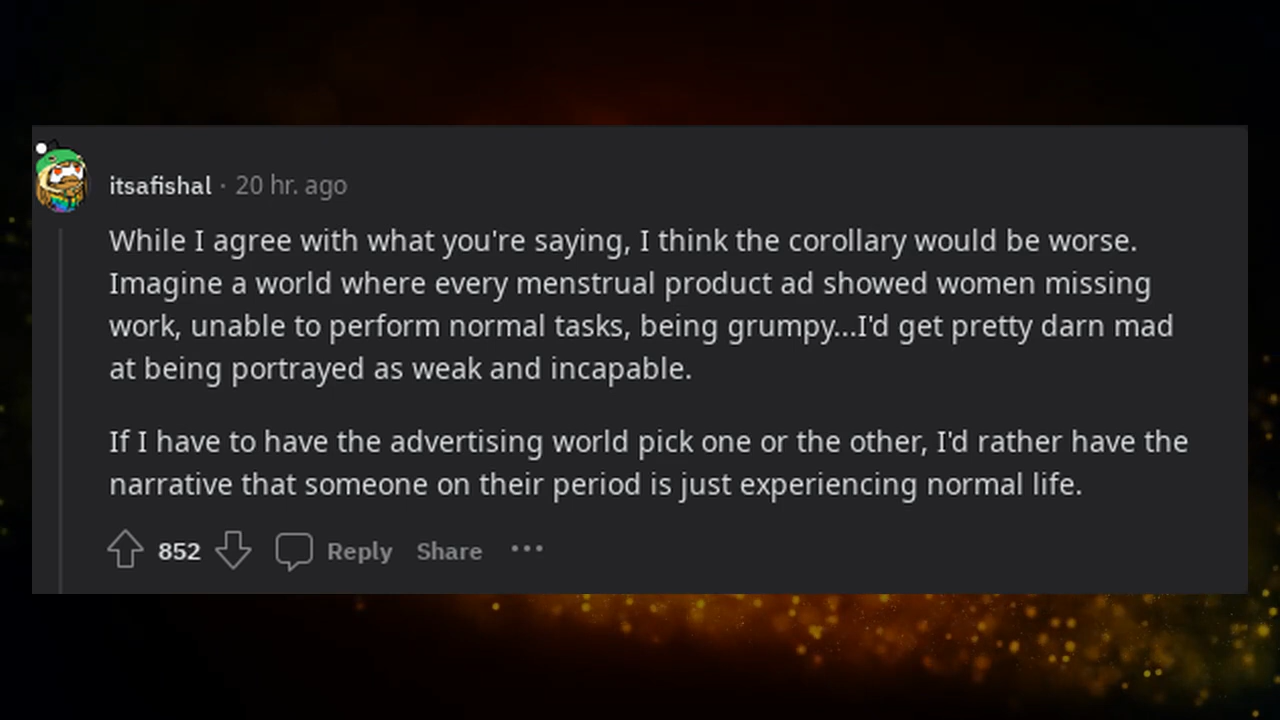 itsafishal · 20 hr. ago
While I agree with what you're saying, I think the corollary would be worse.
Imagine a world where every menstrual product ad showed women missing
work, unable to perform normal tasks, being grumpy...I'd get pretty darn mad
at being portrayed as weak and incapable.
If I have to have the advertising world pick one or the other, I'd rather have the
narrative that someone on their period is just experiencing normal life.
852 Reply Share •••